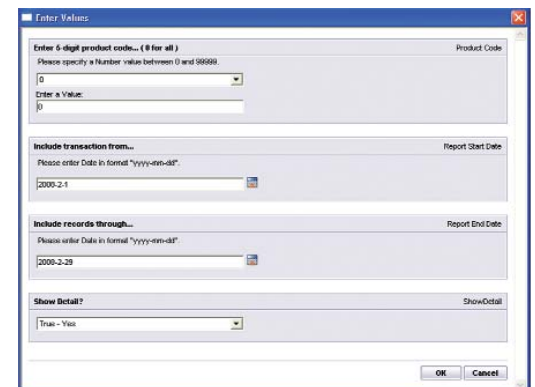 Enter Values
Enter 6-digit product code... ( 0 for all ) Product Code
Please specify a Number value between 0 and 99999.
0
Enter a Value:
0
Include transaction from... Report Start Date
Please enter Date in format "yyyy-mm-dd".
2000-2-1
Include records through... Report End Date
Please enter Date in format "yyyy-mm-dd".
2000-2-29
Show Detail? ShowDetail
True - Yes
OK Cancel